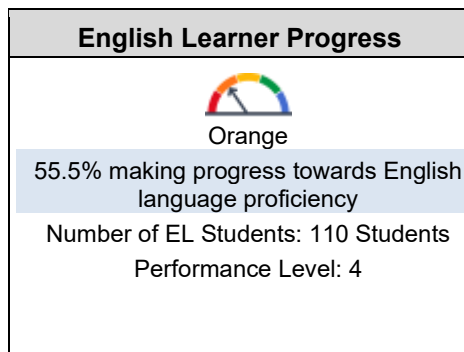 English Learner Progress
Orange
55.5% making progress towards English
language proficiency
Number of EL Students: 110 Students
Performance Level: 4